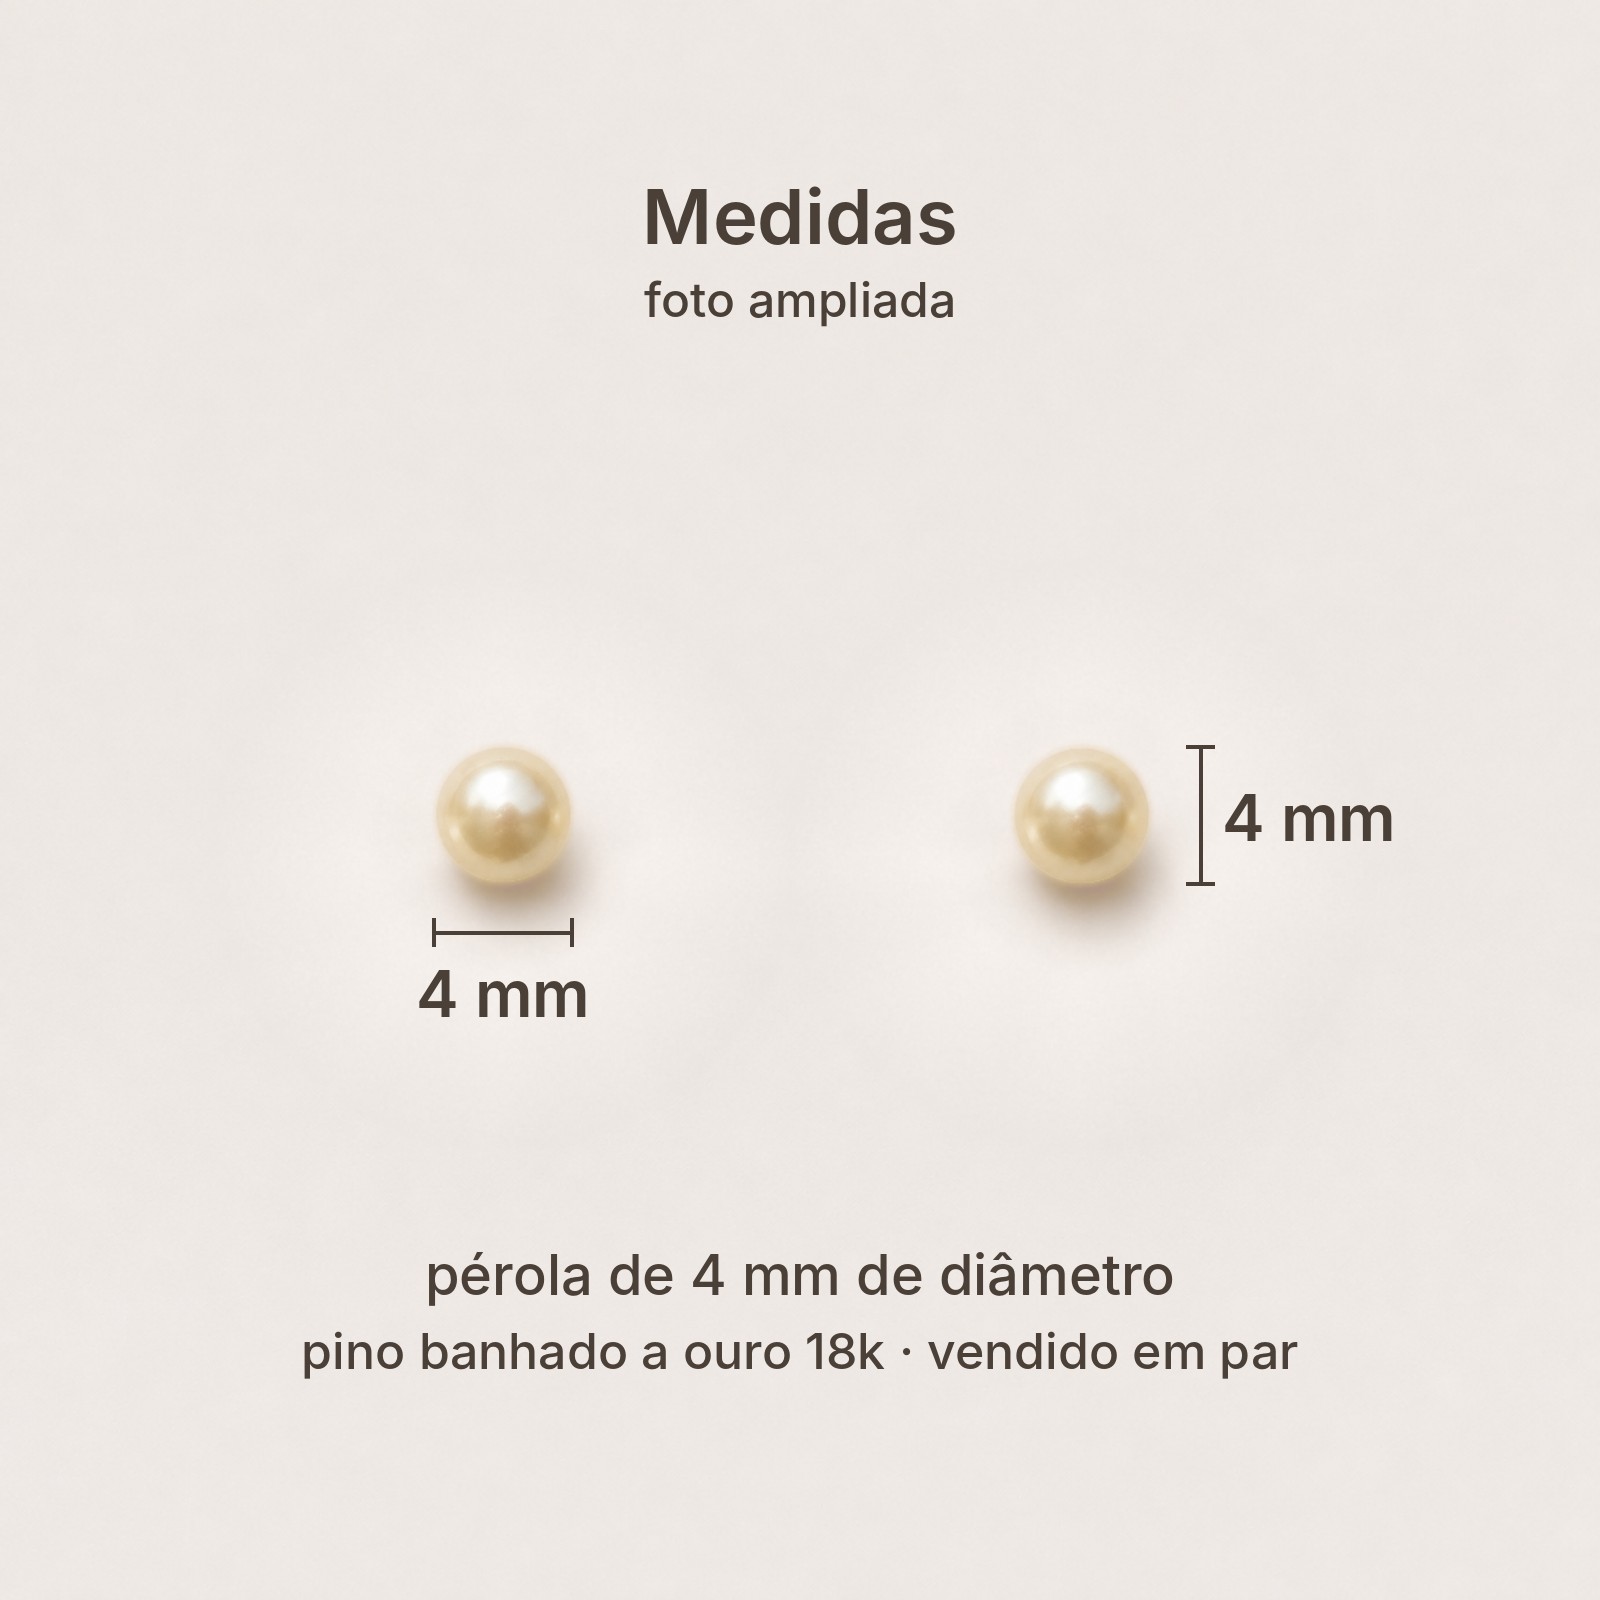 Medidas
foto ampliada
4 mm
4 mm
pérola de 4 mm de diâmetro
pino banhado a ouro 18k · vendido em par